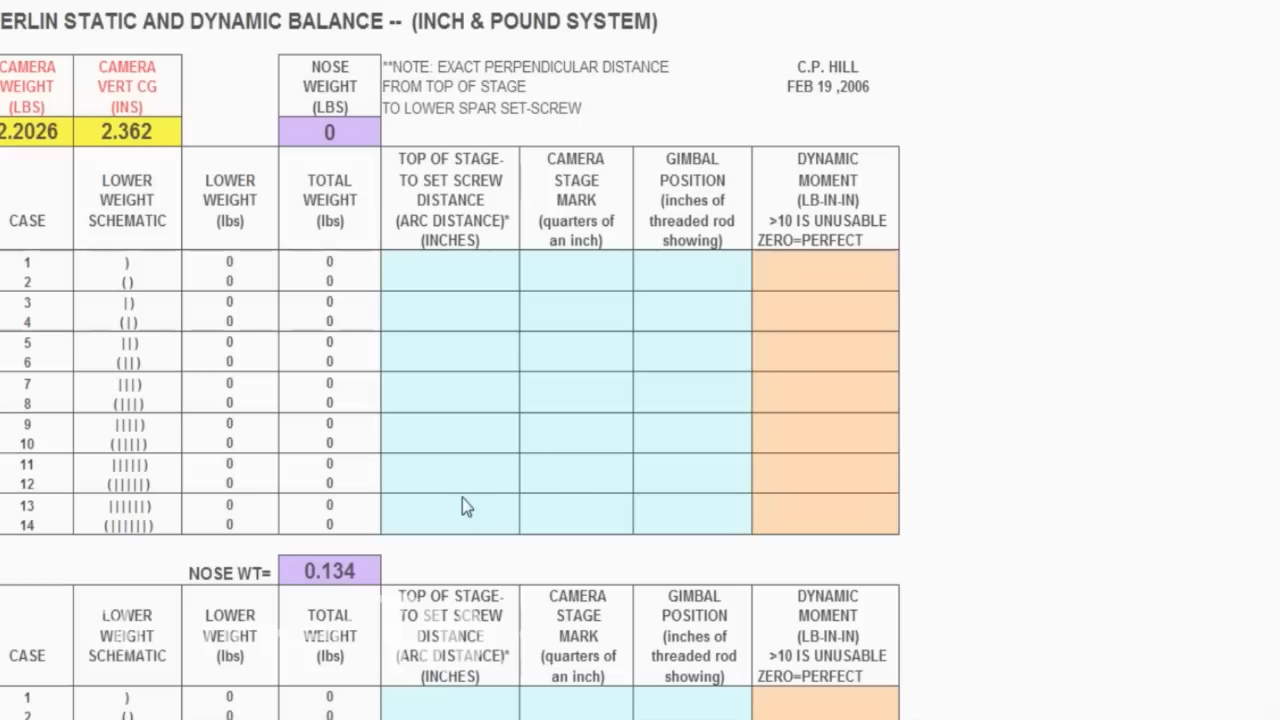 ERLIN STATIC AND DYNAMIC BALANCE -- (INCH & POUND SYSTEM)
CAMERA WEIGHT (LBS) CAMERA VERT CG (INS) NOSE WEIGHT (LBS)
**NOTE: EXACT PERPENDICULAR DISTANCE
FROM TOP OF STAGE
TO LOWER SPAR SET-SCREW
C.P. HILL
FEB 19 ,2006
2.2026 2.362 0
CASE
LOWER WEIGHT SCHEMATIC
LOWER WEIGHT (lbs)
TOTAL WEIGHT (lbs)
TOP OF STAGE- TO SET SCREW DISTANCE (ARC DISTANCE)* (INCHES)
CAMERA STAGE MARK (quarters of an inch)
GIMBAL POSITION (inches of threaded rod showing)
DYNAMIC MOMENT (LB-IN-IN) >10 IS UNUSABLE ZERO=PERFECT
1 ) 0 0
2 ( ) 0 0
3 | ) 0 0
4 ( | ) 0 0
5 | | ) 0 0
6 ( | | ) 0 0
7 | | | ) 0 0
8 ( | | | ) 0 0
9 | | | | ) 0 0
10 ( | | | | ) 0 0
11 | | | | | ) 0 0
12 ( | | | | | ) 0 0
13 | | | | | | ) 0 0
14 ( | | | | | | ) 0 0
NOSE WT= 0.134
CASE
LOWER WEIGHT SCHEMATIC
LOWER WEIGHT (lbs)
TOTAL WEIGHT (lbs)
TOP OF STAGE- TO SET SCREW DISTANCE (ARC DISTANCE)* (INCHES)
CAMERA STAGE MARK (quarters of an inch)
GIMBAL POSITION (inches of threaded rod showing)
DYNAMIC MOMENT (LB-IN-IN) >10 IS UNUSABLE ZERO=PERFECT
1 ) 0 0
2 ( ) 0 0